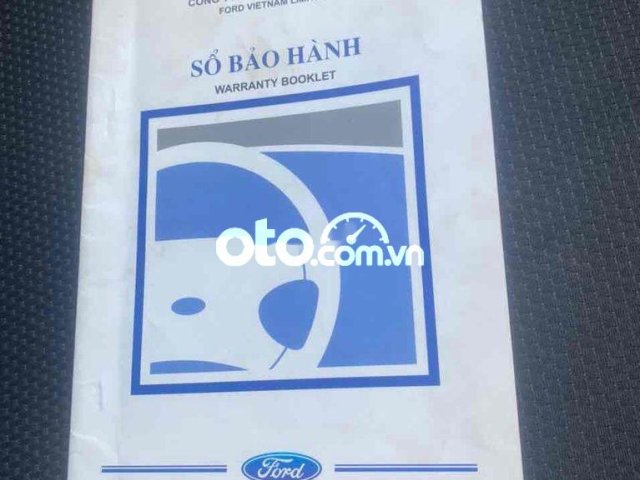 FORD VIETNAM
SỔ BẢO HÀNH
WARRANTY BOOKLET
oto.com.vn
Ford